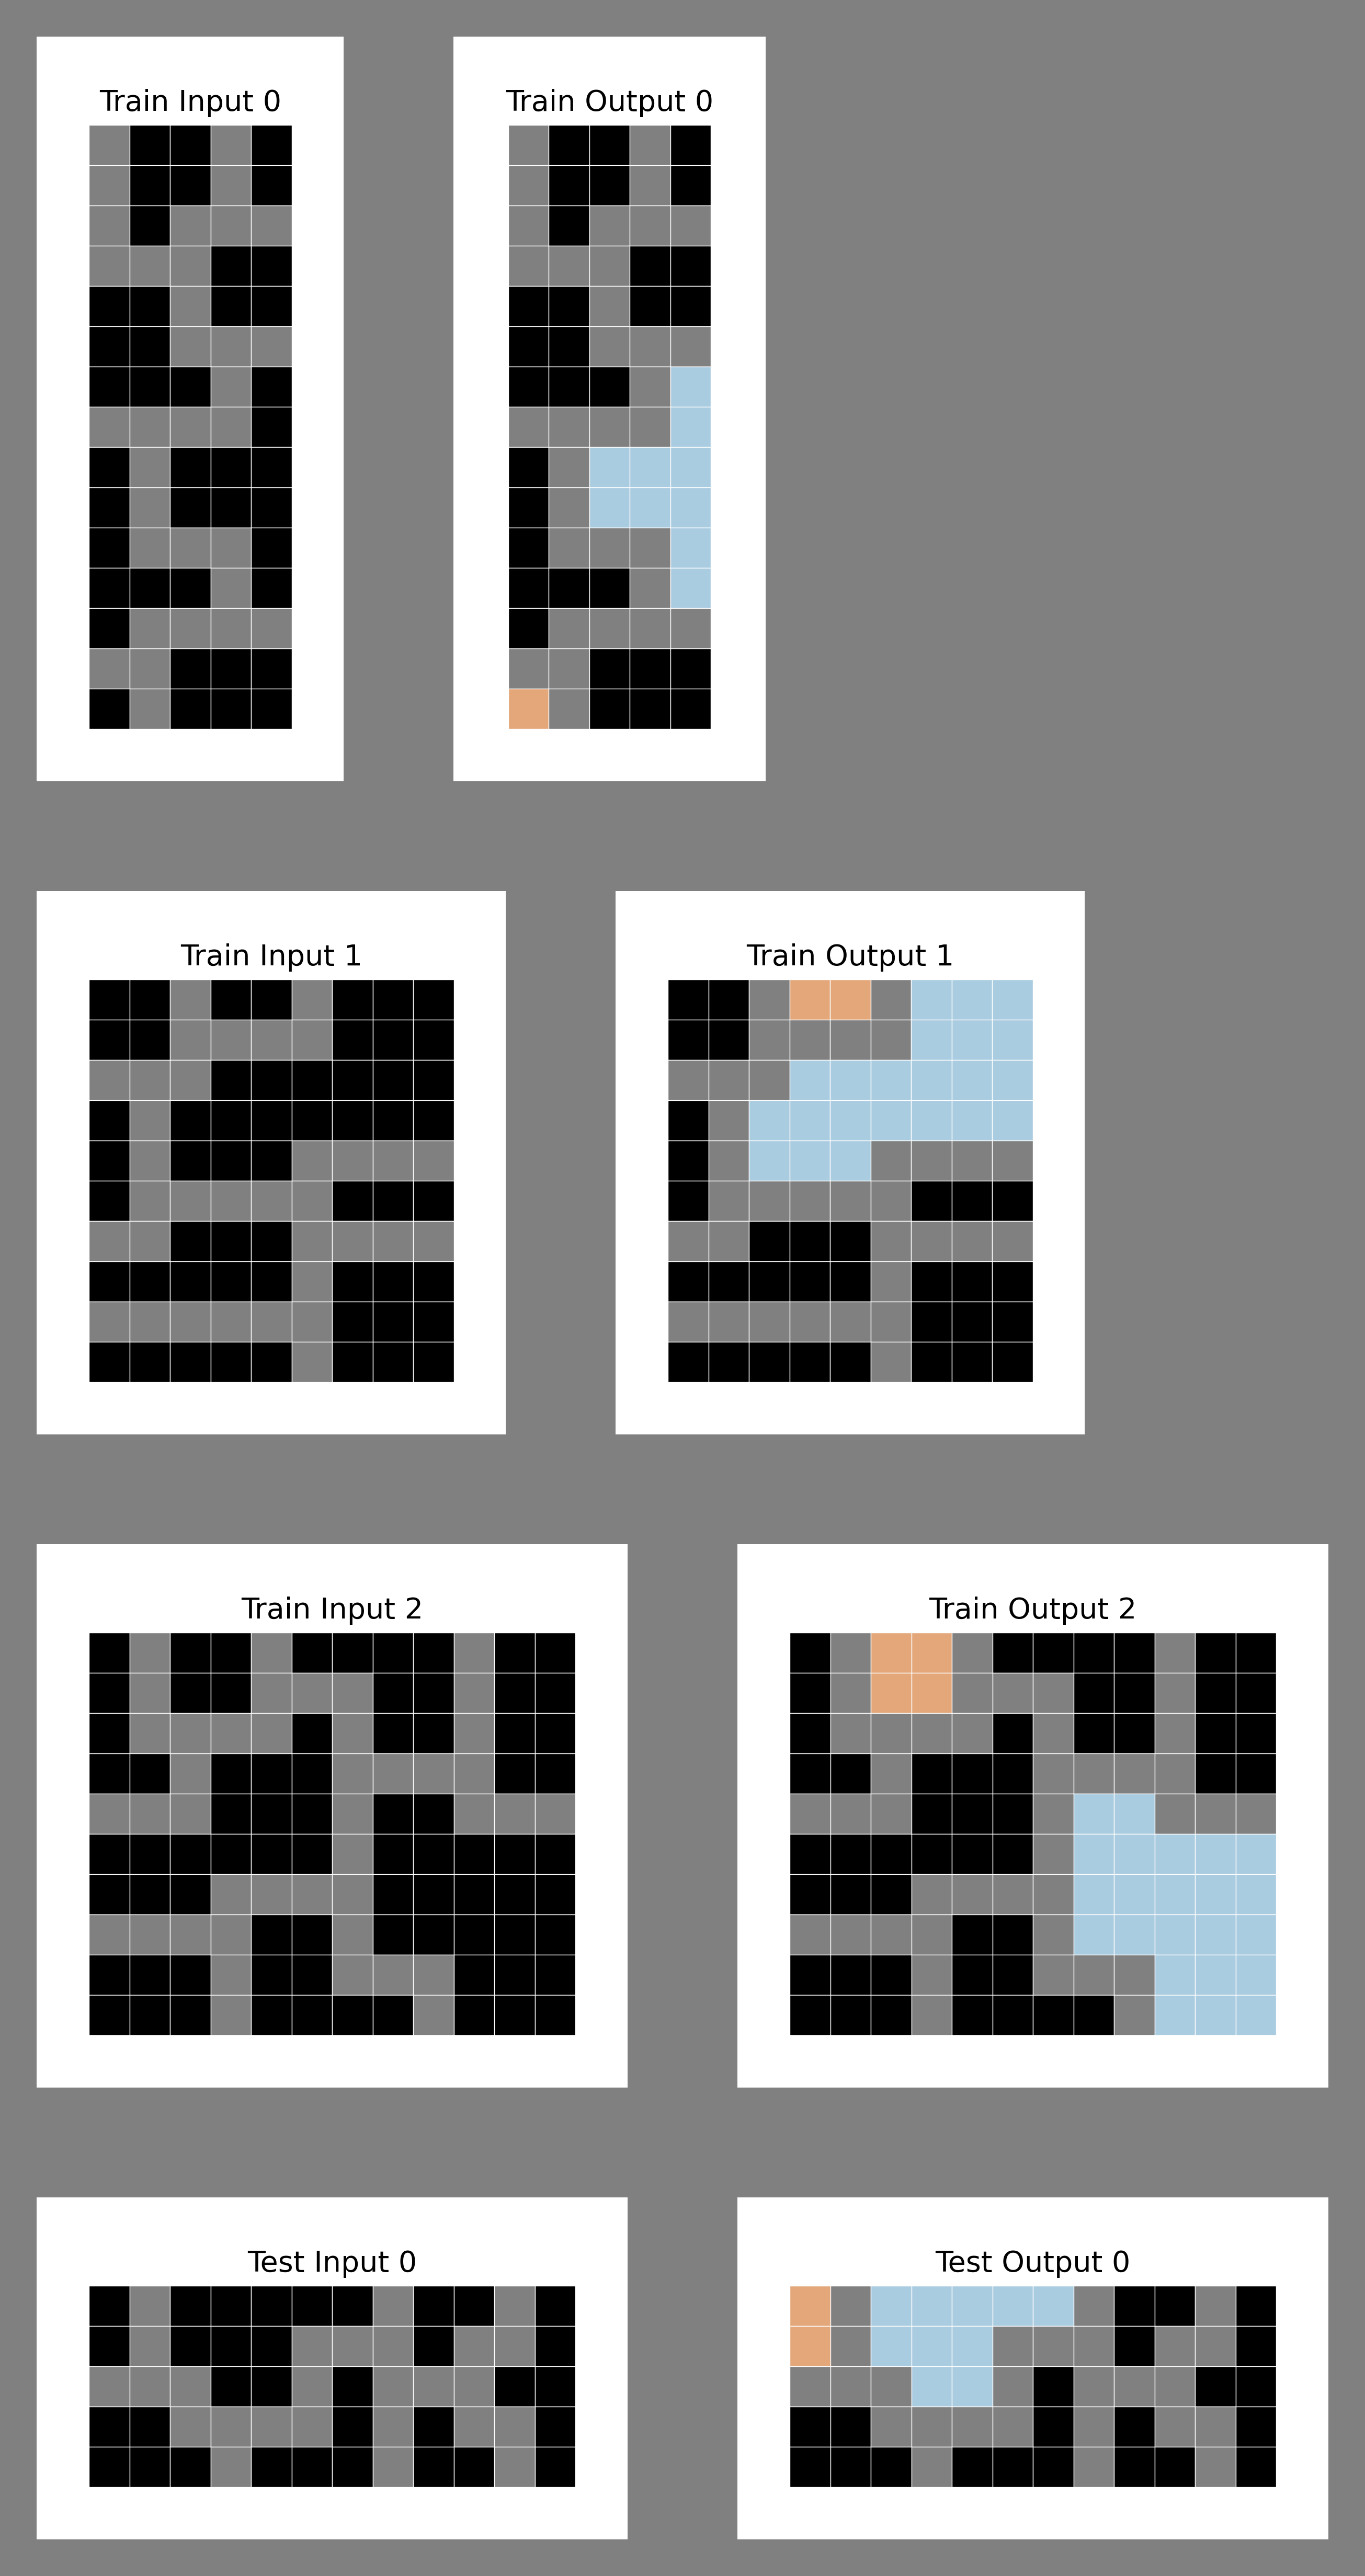 Train Input 0
Train Output 0
Train Input 1
Train Output 1
Train Input 2
Train Output 2
Test Input 0
Test Output 0